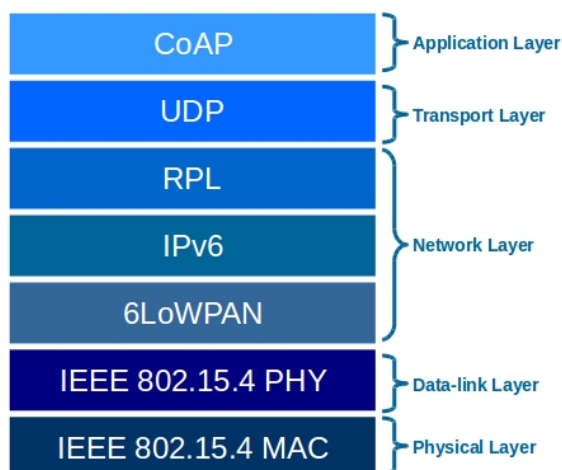 CoAP
Application Layer
UDP
Transport Layer
RPL
IPv6
Network Layer
6LoWPAN
IEEE 802.15.4 PHY
Data-link Layer
IEEE 802.15.4 MAC
Physical Layer